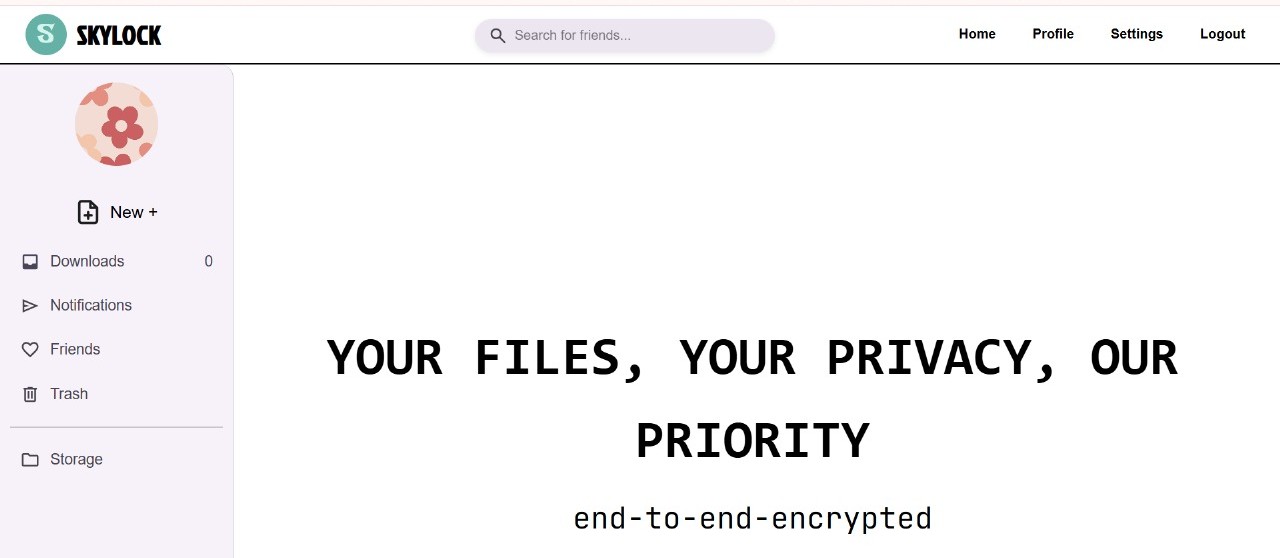 S SKYLOCK
Search for friends...
Home Profile Settings Logout
New +
Downloads 0
Notifications
Friends
Trash
Storage
YOUR FILES, YOUR PRIVACY, OUR
PRIORITY
end-to-end-encrypted